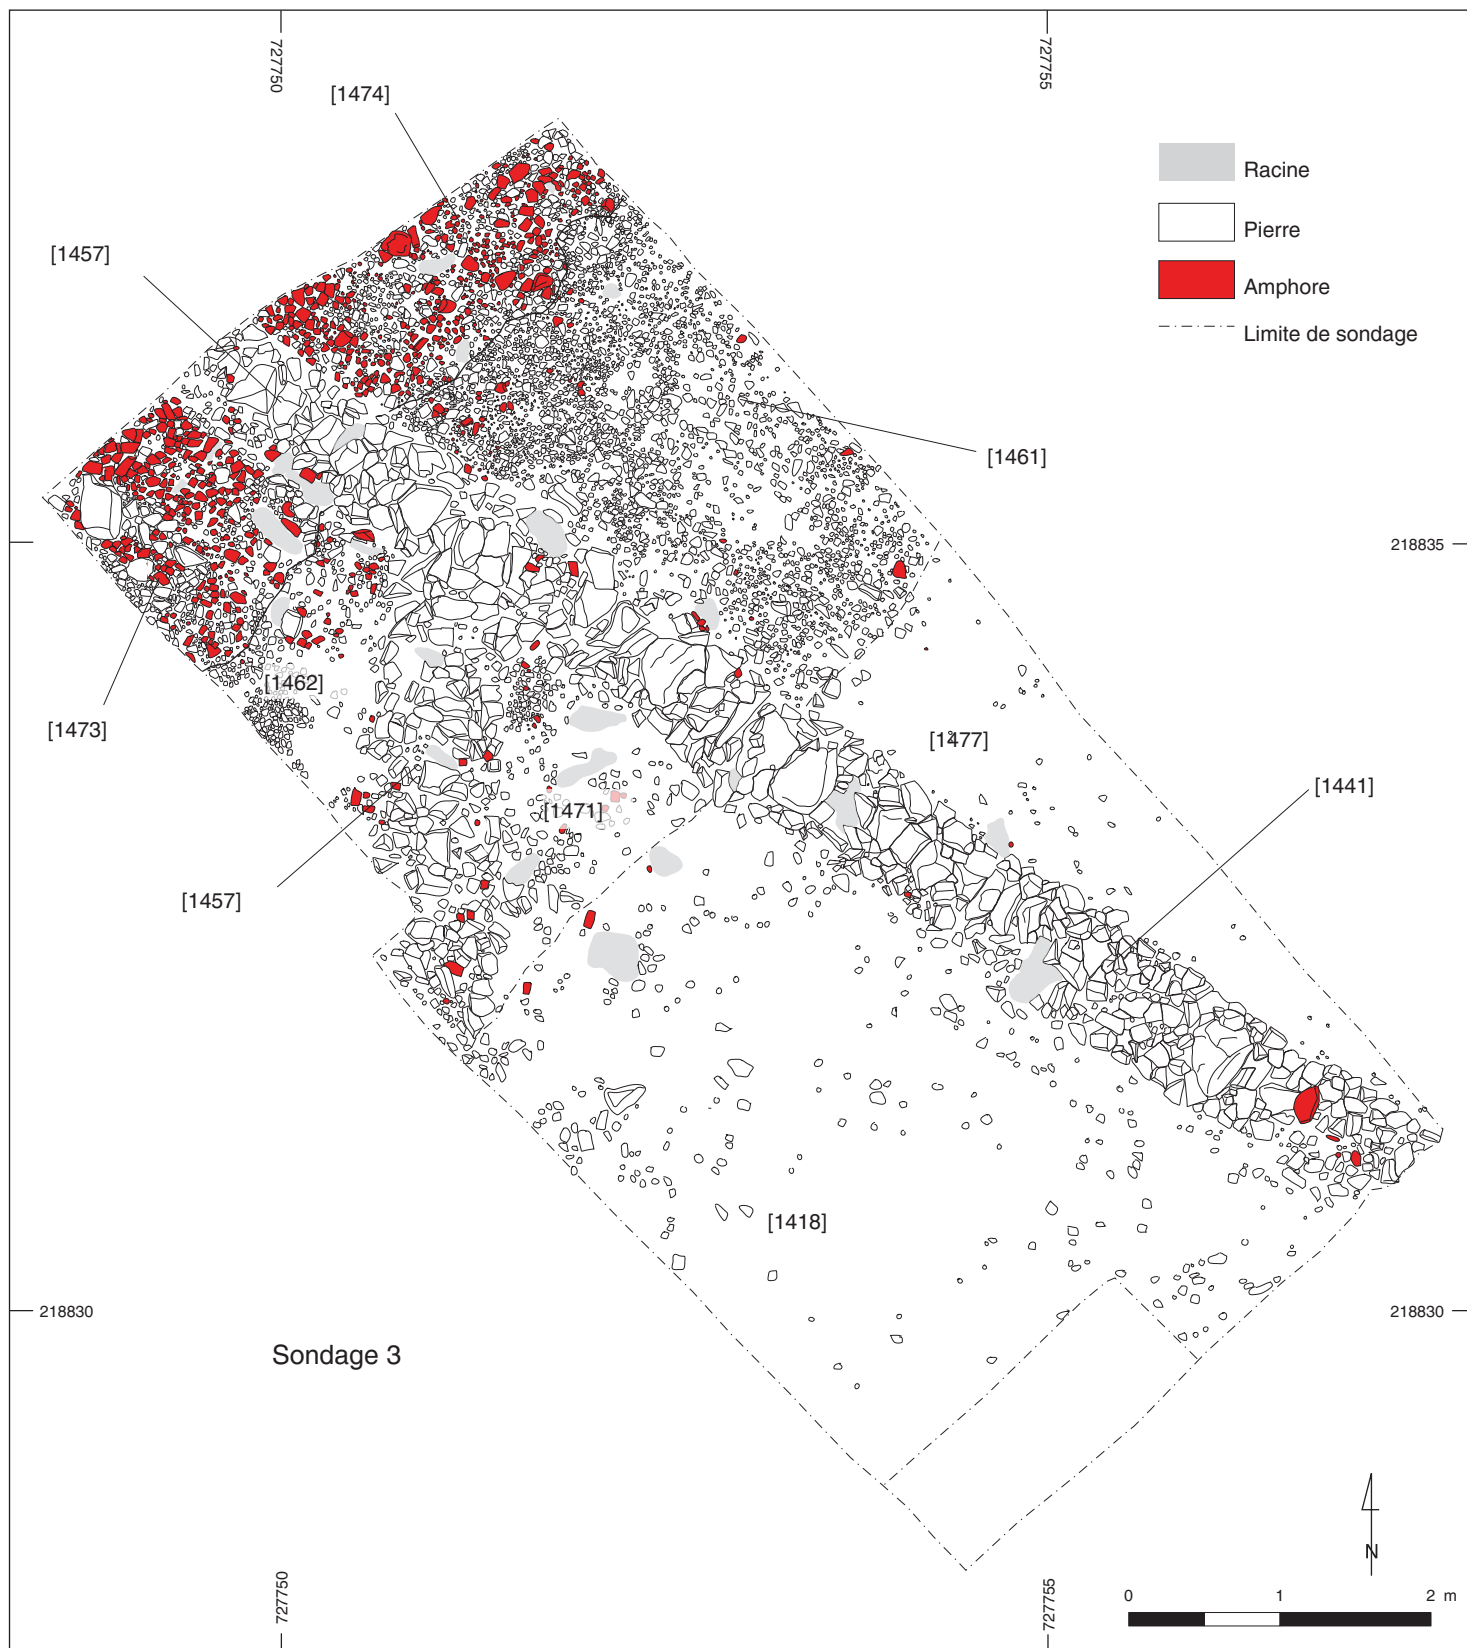 727750
727755
[1474]
Racine
Pierre
[1457]
Amphore
Limite de sondage
[1461]
218835
[1462]
[1473]
[1477]
[1441]
[1471]
[1457]
[1418]
218830
218830
Sondage 3
N
727750
727755
0 1 2 m